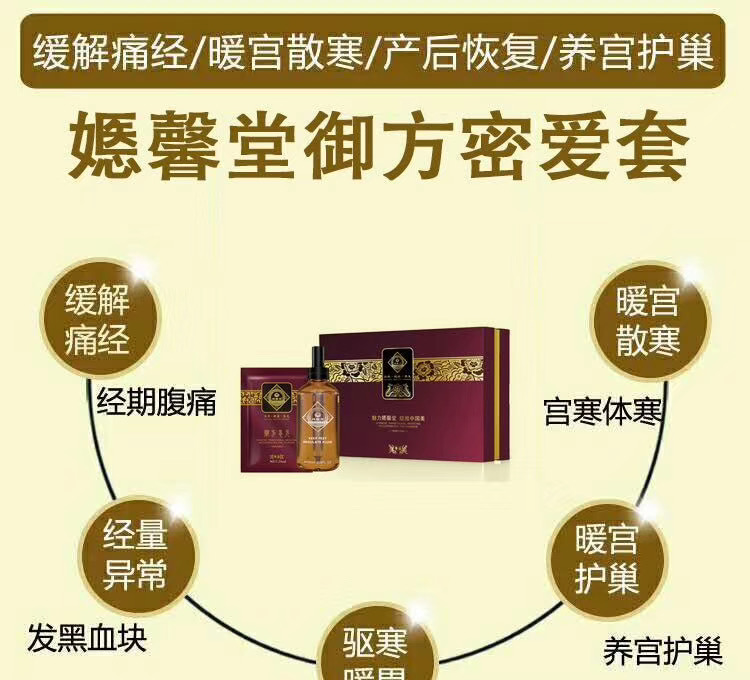 缓解痛经/暖宫散寒/产后恢复/养宫护巢
嬺馨堂御方密爱套
缓解
痛经
经期腹痛
暖宫
散寒
宫寒体寒
经量
异常
发黑血块
暖宫
护巢
养宫护巢
驱寒
暖胃